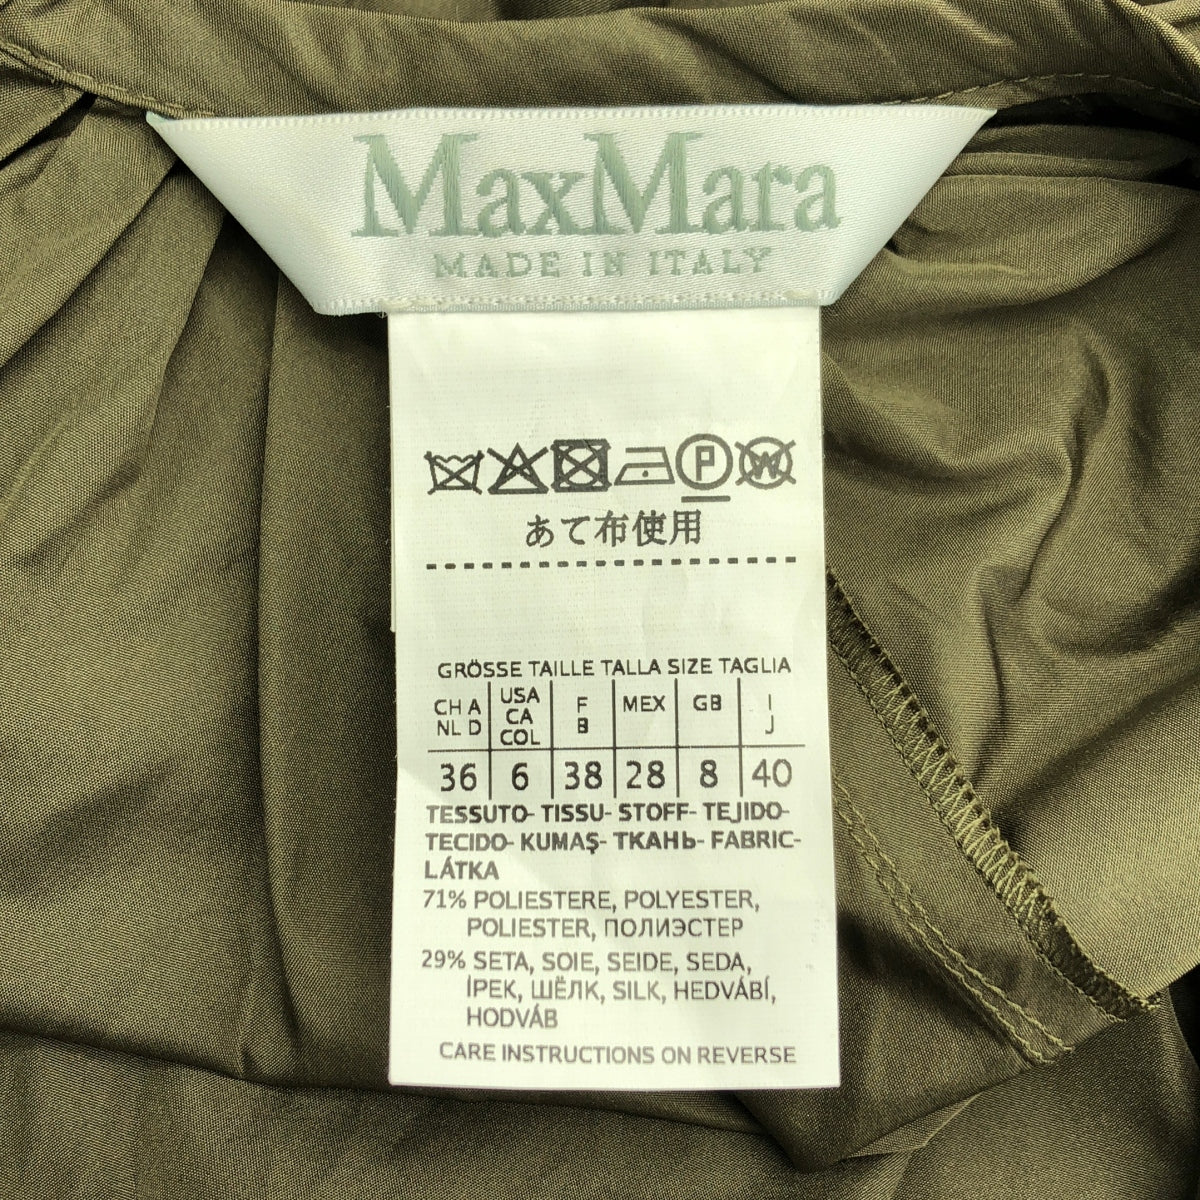 MaxMara
MADE IN ITALY
P W
あて布使用
GRÖSSE TAILLE TALLA SIZE TAGLIA
CH A NL D USA CA COL F B MEX GB I J
36 6 38 28 8 40
TESSUTO- TISSU- STOFF- TEJIDO-
TECIDO- KUMAŞ- ТКАНЬ- FABRIC-
LÁTKA
71% POLIESTERE, POLYESTER,
POLIESTER, ПОЛИЭСТЕР
29% SETA, SOIE, SEIDE, SEDA,
İPEK, ШЁЛК, SILK, HEDVÁBÍ,
HODVÁB
CARE INSTRUCTIONS ON REVERSE